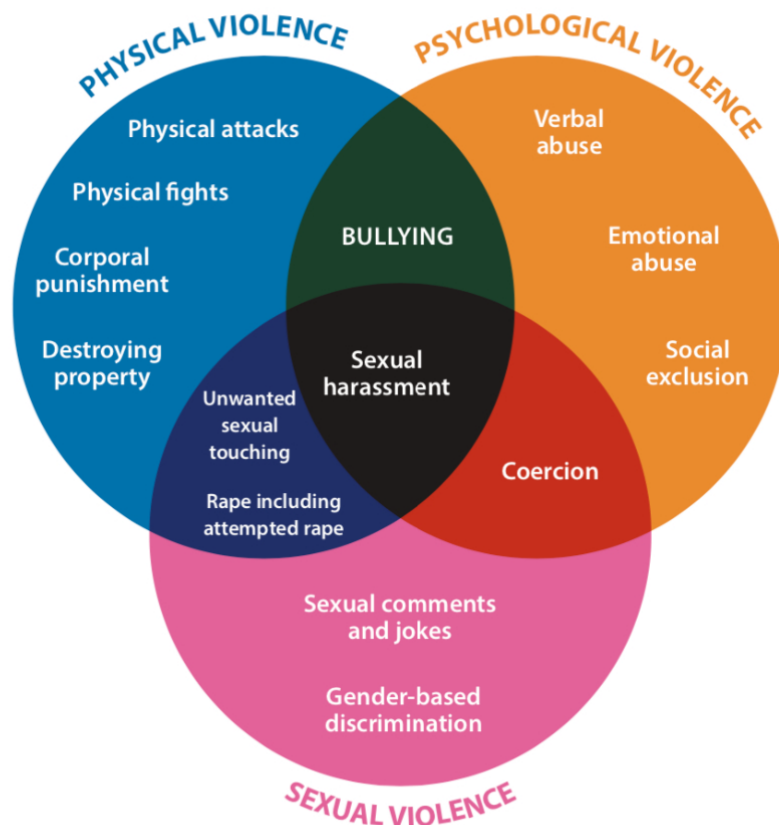 PHYSICAL VIOLENCE
PSYCHOLOGICAL VIOLENCE
Physical attacks
Physical fights
Corporal
punishment
Destroying
property
BULLYING
Verbal
abuse
Emotional
abuse
Social
exclusion
Sexual
harassment
Unwanted
sexual
touching
Rape including
attempted rape
Coercion
Sexual comments
and jokes
Gender-based
discrimination
SEXUAL VIOLENCE